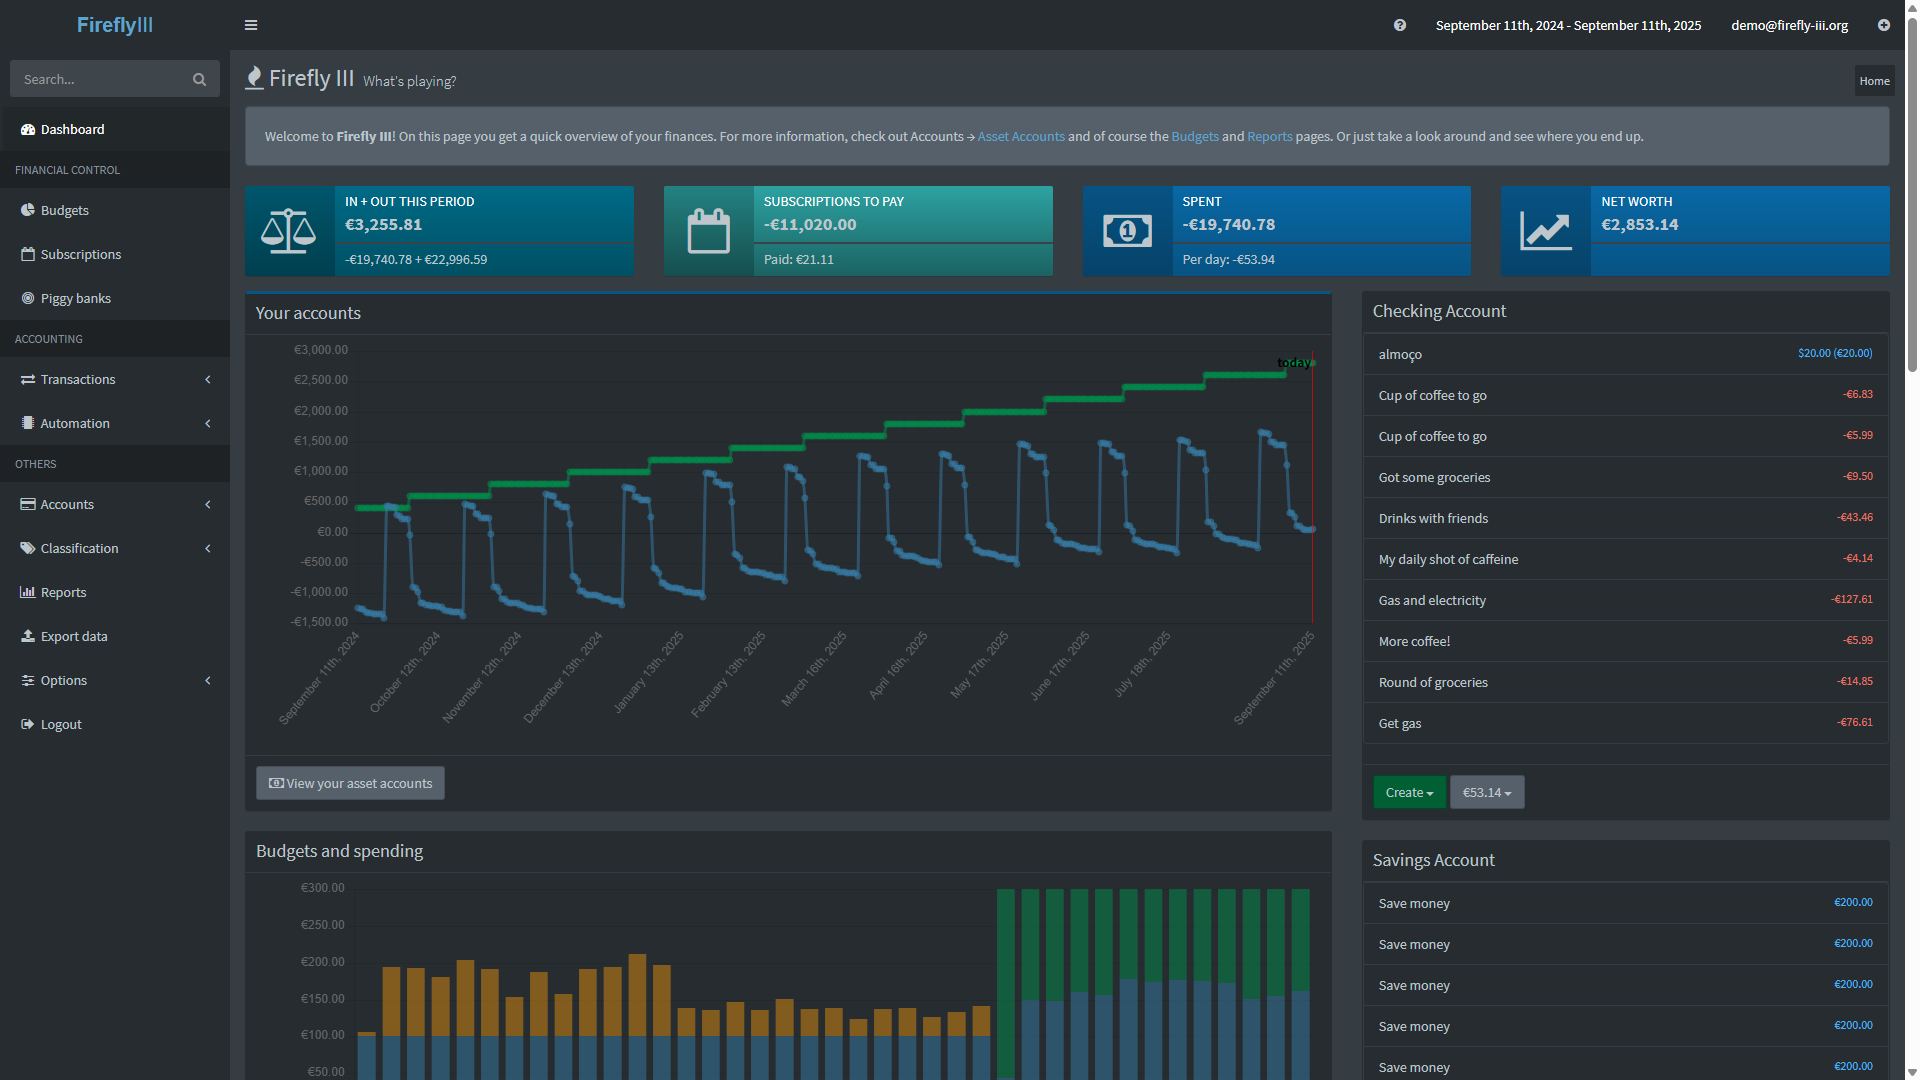 FireflyIII
September 11th, 2024 - September 11th, 2025
demo@firefly-iii.org
Search...
Dashboard
FINANCIAL CONTROL
Budgets
Subscriptions
Piggy banks
ACCOUNTING
Transactions
Automation
OTHERS
Accounts
Classification
Reports
Export data
Options
Logout
Firefly III What's playing?
Home
Welcome to Firefly III! On this page you get a quick overview of your finances. For more information, check out Accounts → Asset Accounts and of course the Budgets and Reports pages. Or just take a look around and see where you end up.
IN + OUT THIS PERIOD
€3,255.81
-€19,740.78 + €22,996.59
SUBSCRIPTIONS TO PAY
-€11,020.00
Paid: €21.11
SPENT
-€19,740.78
Per day: -€53.94
NET WORTH
€2,853.14
Your accounts
€3,000.00
€2,500.00
€2,000.00
€1,500.00
€1,000.00
€500.00
€0.00
-€500.00
-€1,000.00
-€1,500.00
today
September 11th, 2024
October 12th, 2024
November 12th, 2024
December 13th, 2024
January 13th, 2025
February 13th, 2025
March 16th, 2025
April 16th, 2025
May 17th, 2025
June 17th, 2025
July 18th, 2025
September 11th, 2025
View your asset accounts
Budgets and spending
€300.00
€250.00
€200.00
€150.00
€100.00
€50.00
Checking Account
almoço $20.00 (€20.00)
Cup of coffee to go -€6.83
Cup of coffee to go -€5.99
Got some groceries -€9.50
Drinks with friends -€43.46
My daily shot of caffeine -€4.14
Gas and electricity -€127.61
More coffee! -€5.99
Round of groceries -€14.85
Get gas -€76.61
Create
€53.14
Savings Account
Save money €200.00
Save money €200.00
Save money €200.00
Save money €200.00
Save money €200.00